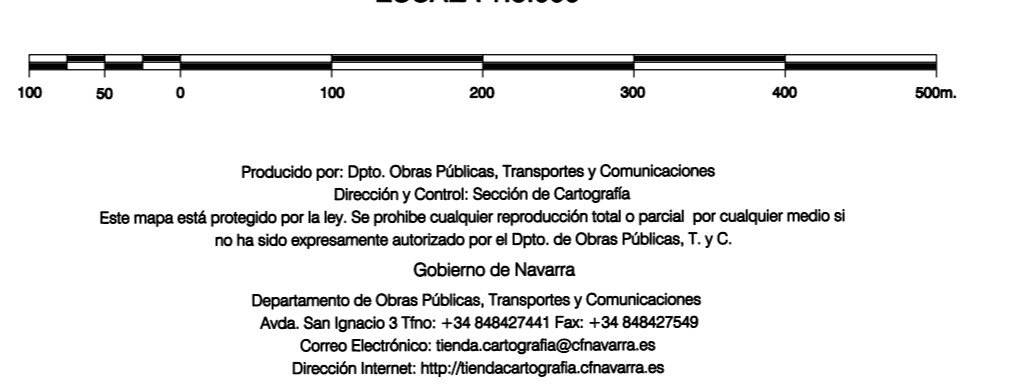 100 50 0 100 200 300 400 500m.
Producido por: Dpto. Obras Públicas, Transportes y Comunicaciones
Dirección y Control: Sección de Cartografía
Este mapa está protegido por la ley. Se prohibe cualquier reproducción total o parcial por cualquier medio si
no ha sido expresamente autorizado por el Dpto. de Obras Públicas, T. y C.
Gobierno de Navarra
Departamento de Obras Públicas, Transportes y Comunicaciones
Avda. San Ignacio 3 Tfno: +34 848427441 Fax: +34 848427549
Correo Electrónico: tienda.cartografia@cfnavarra.es
Dirección Internet: http://tiendacartografia.cfnavarra.es